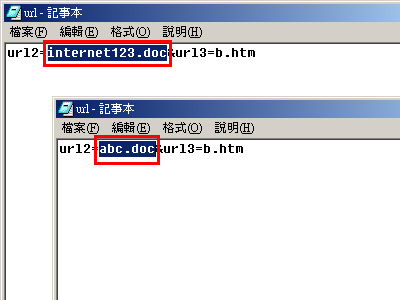 url - 記事本
檔案(F) 編輯(E) 格式(O) 說明(H)
url2=internet123.doc&url3=b.htm
url - 記事本
檔案(F) 編輯(E) 格式(O) 說明(H)
url2=abc.doc&url3=b.htm